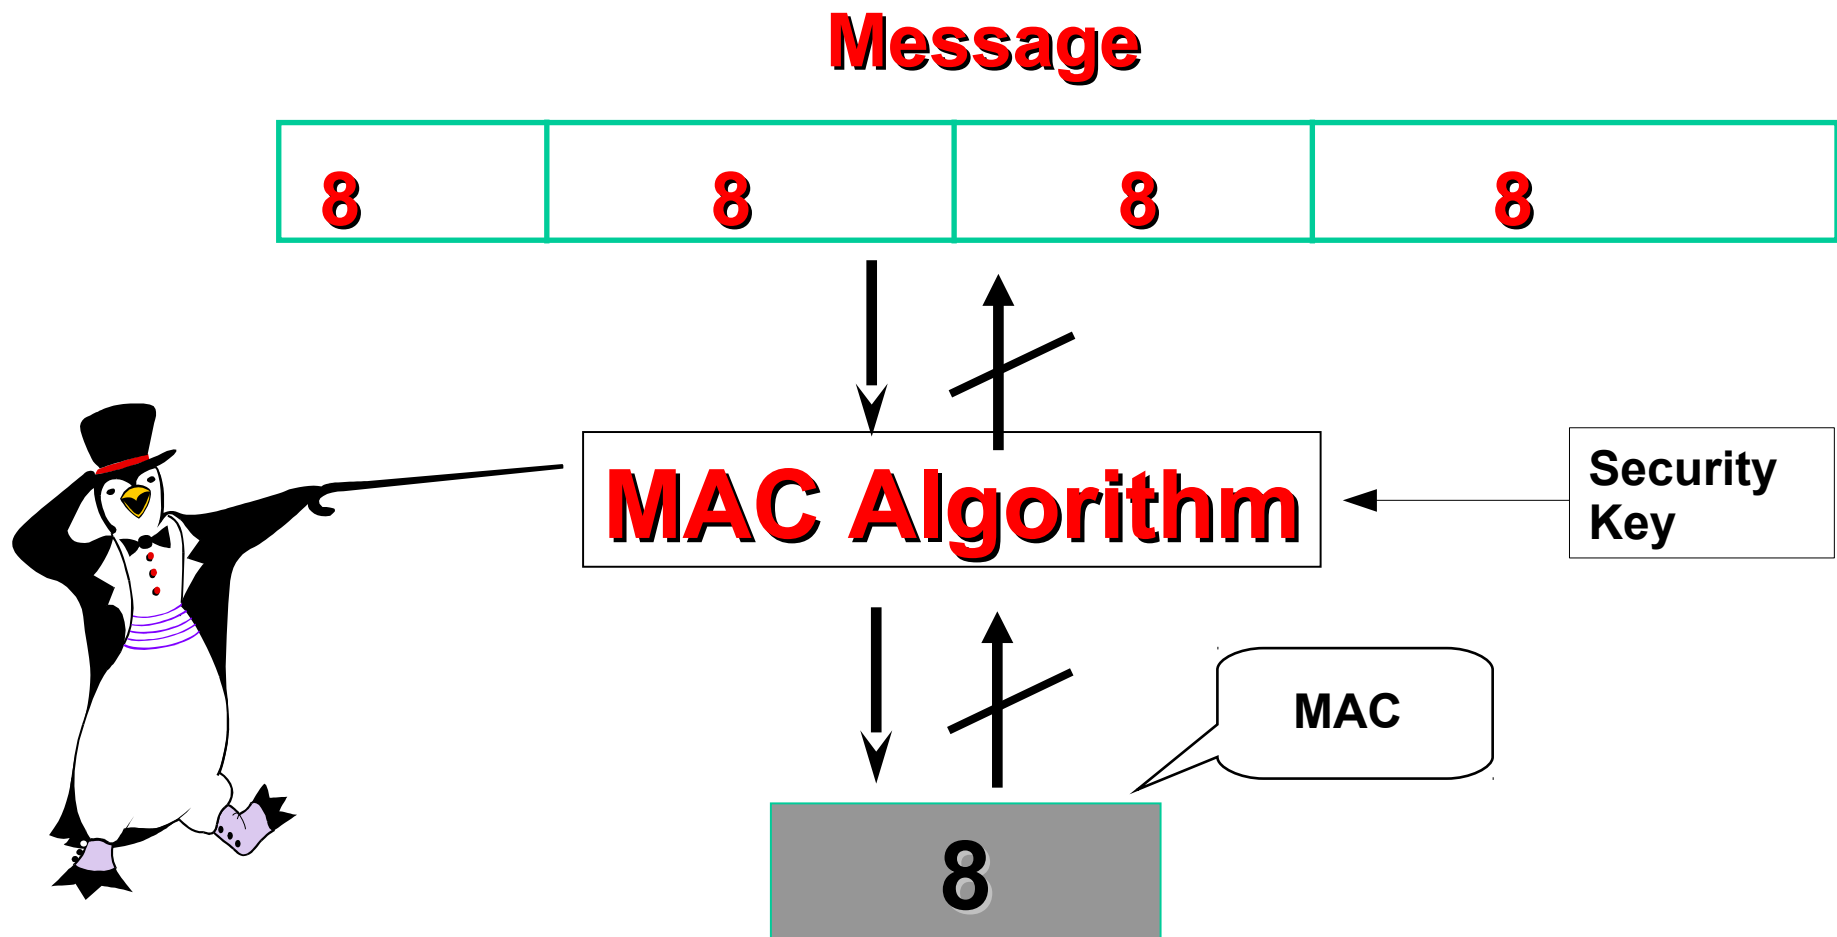 Message
8 8 8 8
MAC Algorithm
Security
Key
MAC
8